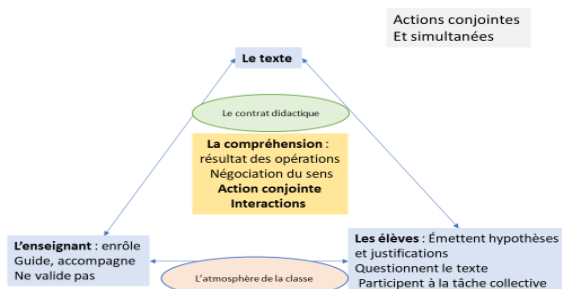 Actions conjointes
Et simultanées
Le texte
Le contrat didactique
La compréhension :
résultat des opérations
Négociation du sens
Action conjointe
Interactions
L'enseignant : enrôle
Guide, accompagne
Ne valide pas
L'atmosphère de la classe
Les élèves : Émettent hypothèses
et justifications
Questionnent le texte
Participent à la tâche collective